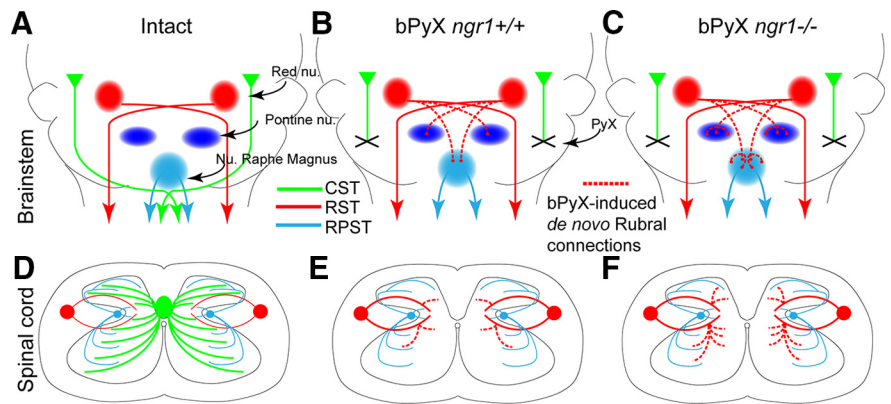 A Intact
B bPyX ngr1+/+
C bPyX ngr1-/-
Brainstem
Red nu.
Pontine nu.
Nu. Raphe Magnus
PyX
CST
RST
RPST
bPyX-induced
de novo Rubral
connections
Spinal cord
D
E
F